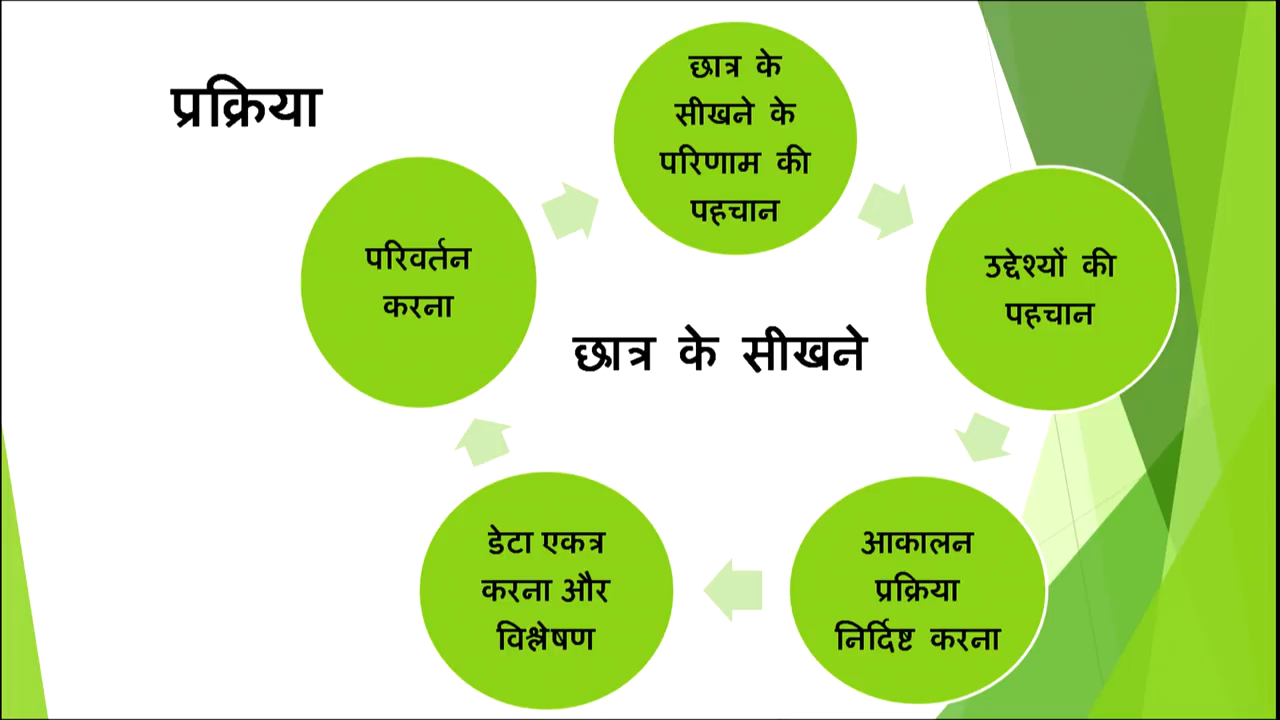 प्रक्रिया
छात्र के
सीखने के
परिणाम की
पहचान
उद्देश्यों की
पहचान
आकालन
प्रक्रिया
निर्दिष्ट करना
डेटा एकत्र
करना और
विश्लेषण
परिवर्तन
करना
छात्र के सीखने